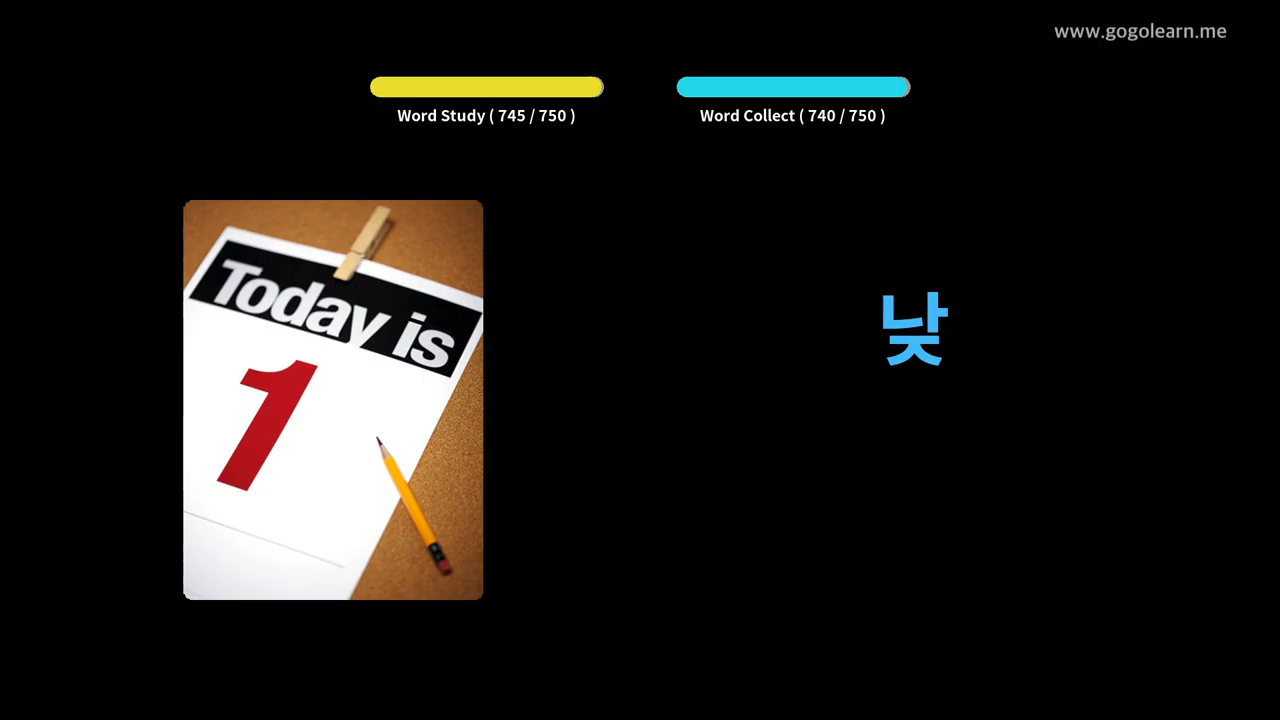 www.gogolearn.me
Word Study ( 745 / 750 )
Word Collect ( 740 / 750 )
Today is
1
낮